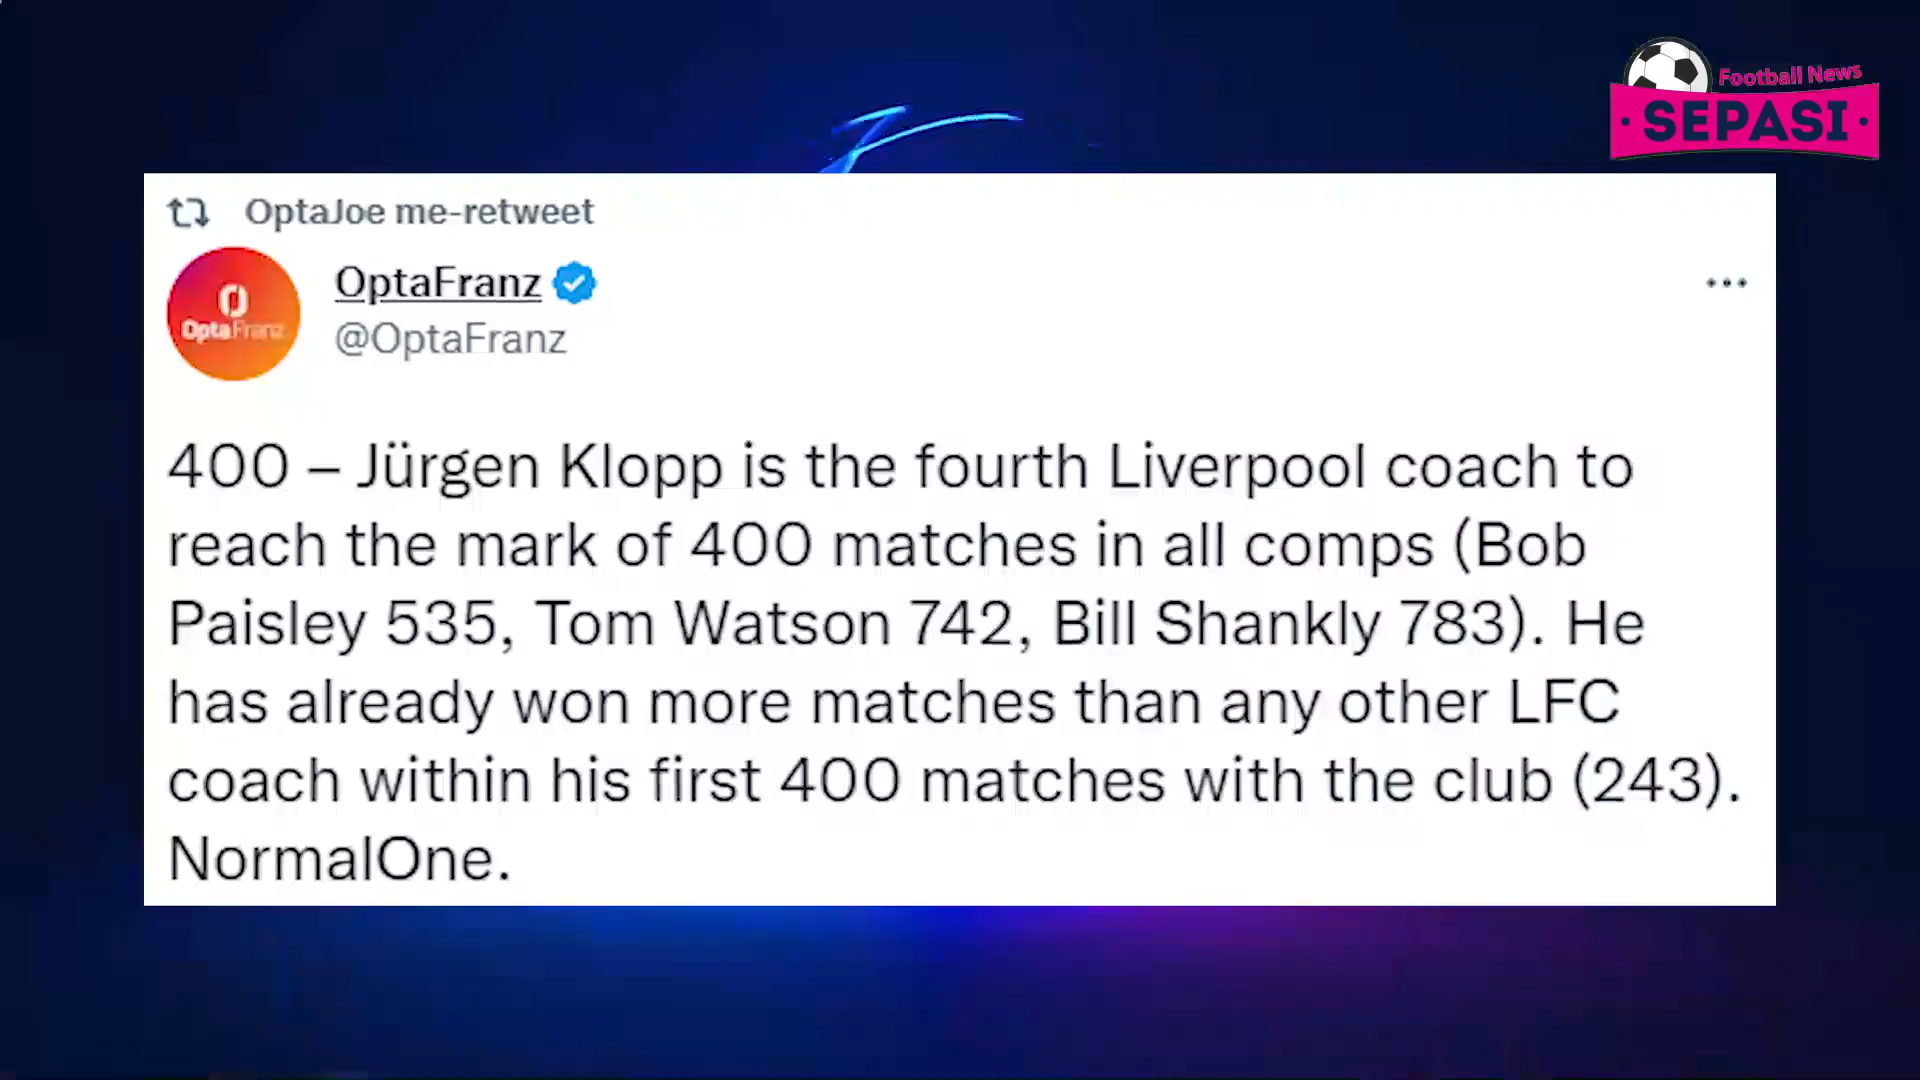 Football News
• SEPASI •
OptaJoe me-retweet
OptaFranz
OptaFranz
@OptaFranz
400 – Jürgen Klopp is the fourth Liverpool coach to
reach the mark of 400 matches in all comps (Bob
Paisley 535, Tom Watson 742, Bill Shankly 783). He
has already won more matches than any other LFC
coach within his first 400 matches with the club (243).
NormalOne.